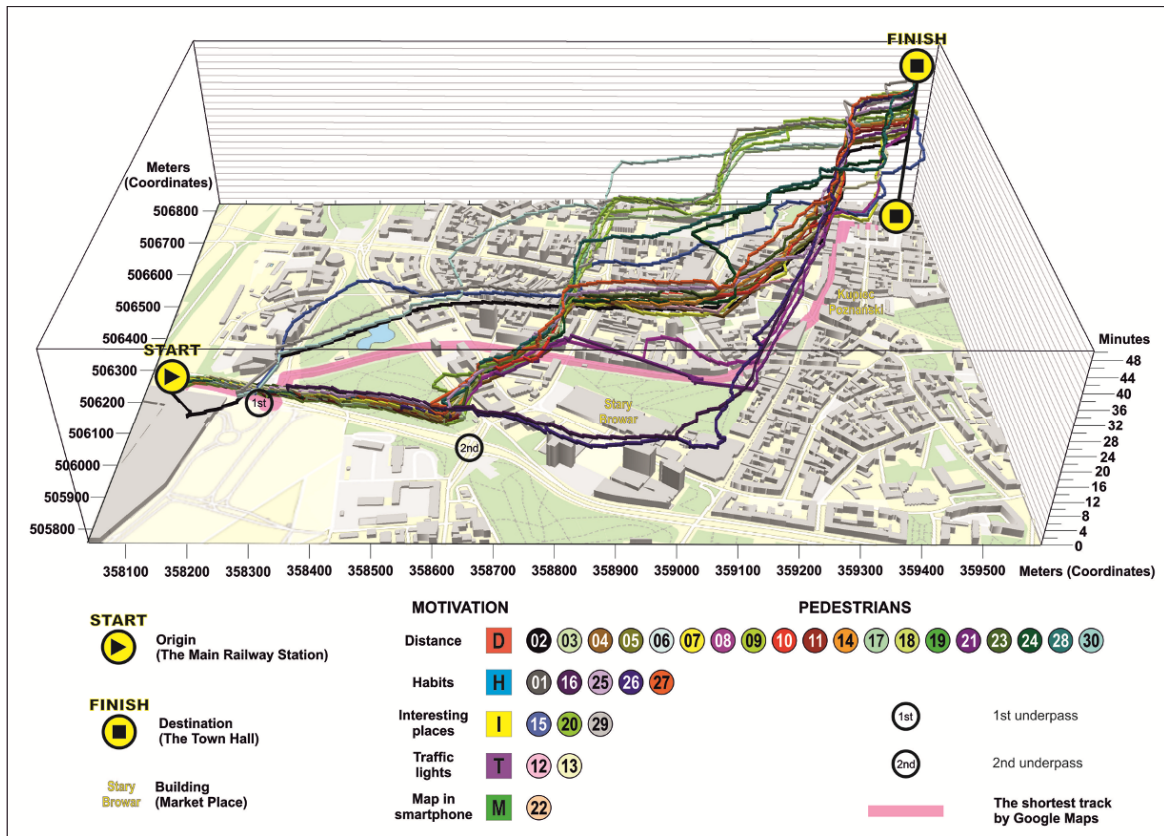 FINISH
Meters
(Coordinates)
506800
506700
506600
506500
506400
506300
506200
506100
506000
505900
505800
START
1st
2nd
Stary
Browar
Kupiec
Poznański
Minutes
48
44
40
36
32
28
24
20
16
12
8
4
0
358100 358200 358300 358400 358500 358600 358700 358800 358900 359000 359100 359200 359300 359400 359500 Meters (Coordinates)
MOTIVATION PEDESTRIANS
START
Origin
(The Main Railway Station)
FINISH
Destination
(The Town Hall)
Stary
Browar
Building
(Market Place)
Distance D 02 03 04 05 06 07 08 09 10 11 14 17 18 19 21 23 24 28 30
Habits H 01 16 25 26 27
Interesting
places I 15 20 29
Traffic
lights T 12 13
Map in
smartphone M 22
1st 1st underpass
2nd 2nd underpass
The shortest track
by Google Maps